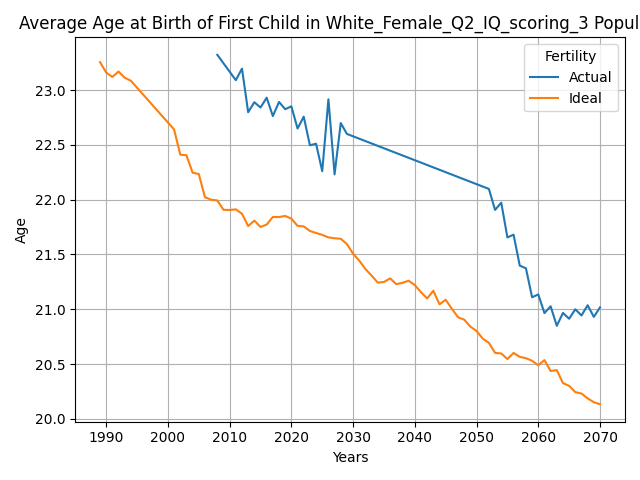 Average Age at Birth of First Child in White_Female_Q2_IQ_scoring_3 Popul
Fertility
Actual
Ideal
Age
23.0
22.5
22.0
21.5
21.0
20.5
20.0
1990 2000 2010 2020 2030 2040 2050 2060 2070
Years